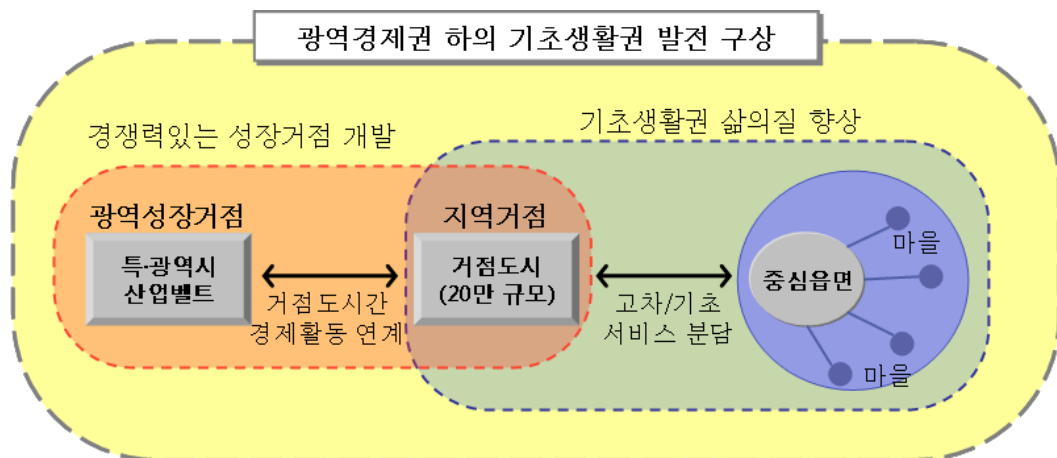 광역경제권 하의 기초생활권 발전 구상
경쟁력있는 성장거점 개발
기초생활권 삶의질 향상
광역성장거점
특·광역시
산업벨트
거점도시간
경제활동 연계
지역거점
거점도시
(20만 규모)
고차/기초
서비스 분담
중심읍면
마을
마을